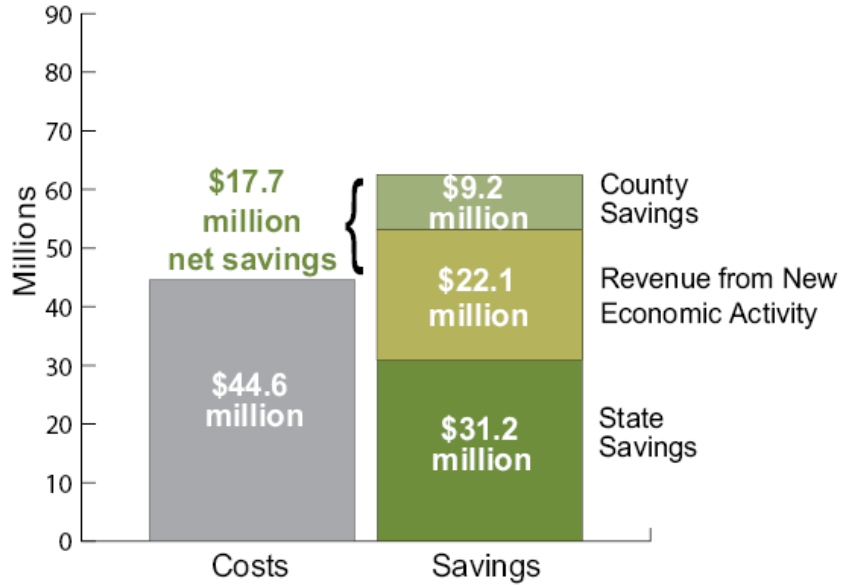 Millions
90
80
70
60
50
40
30
20
10
0
$17.7
million
net savings
{
$44.6
million
$9.2
million
$22.1
million
$31.2
million
County
Savings
Revenue from New
Economic Activity
State
Savings
Costs
Savings